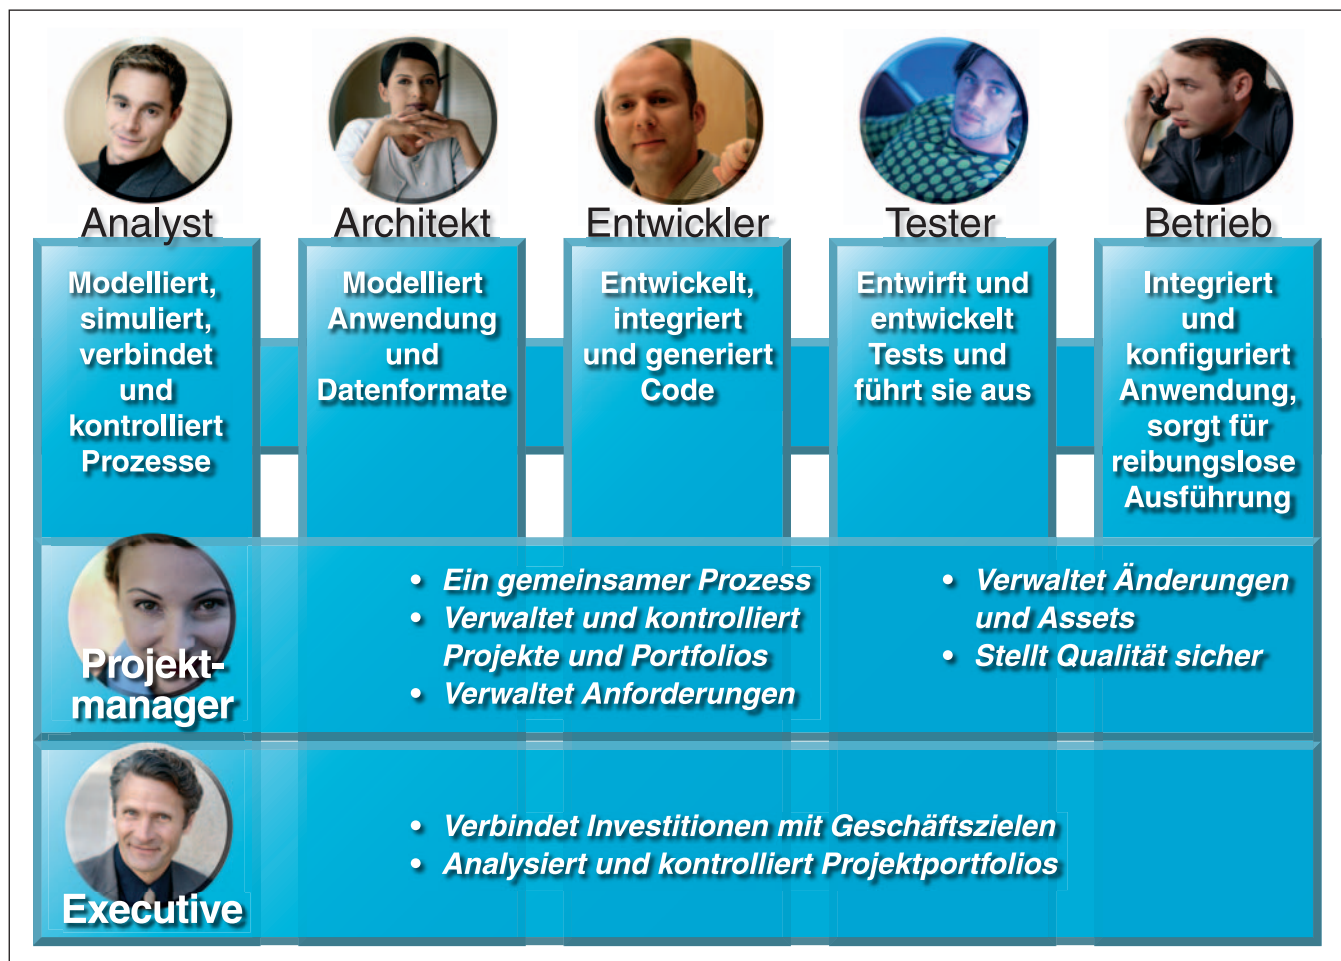 Analyst
Modelliert,
simuliert,
verbindet
und
kontrolliert
Prozesse
Architekt
Modelliert
Anwendung
und
Datenformate
Entwickler
Entwickelt,
integriert
und generiert
Code
Tester
Entwirft und
entwickelt
Tests und
führt sie aus
Betrieb
Integriert
und
konfiguriert
Anwendung,
sorgt für
reibungslose
Ausführung
Projekt-
manager
• Ein gemeinsamer Prozess
• Verwaltet und kontrolliert
Projekte und Portfolios
• Verwaltet Anforderungen
• Verwaltet Änderungen
und Assets
• Stellt Qualität sicher
Executive
• Verbindet Investitionen mit Geschäftszielen
• Analysiert und kontrolliert Projektportfolios